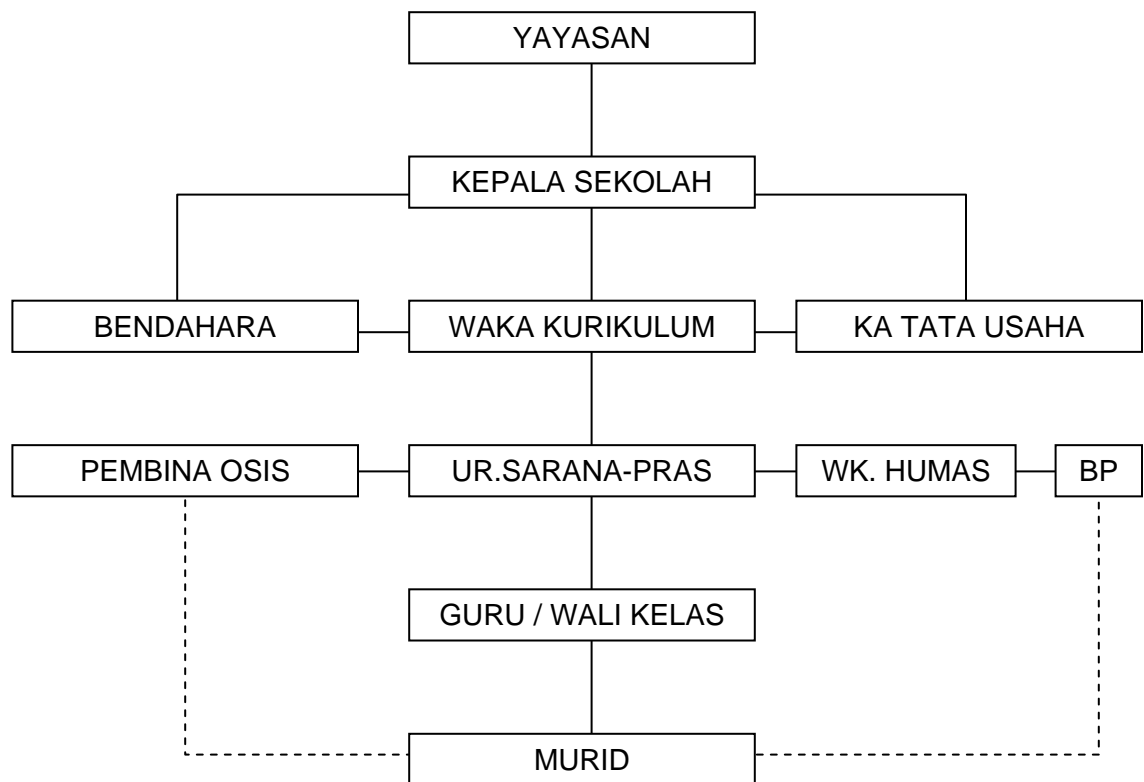 YAYASAN
KEPALA SEKOLAH
BENDAHARA
WAKA KURIKULUM
KA TATA USAHA
PEMBINA OSIS
UR.SARANA-PRAS
WK. HUMAS
BP
GURU / WALI KELAS
MURID